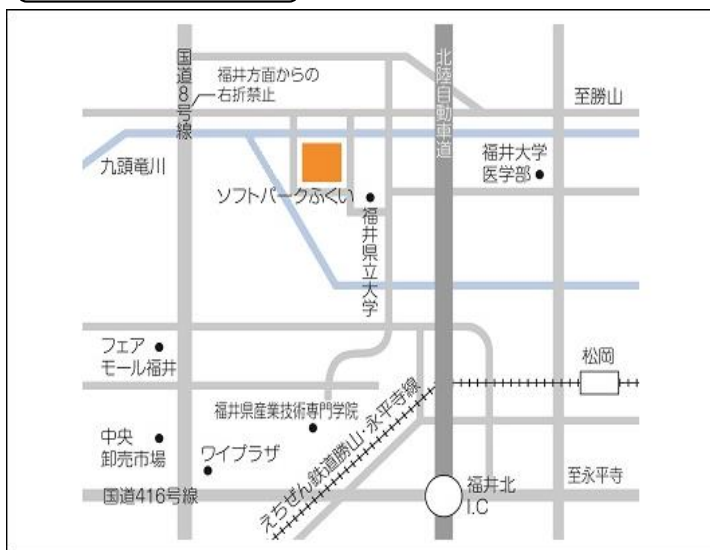 国道8号線
福井方面からの
右折禁止
北陸自動車道
至勝山
九頭竜川
福井大学
医学部
ソフトパークふくい
福井県立大学
フェア
モール福井
松岡
福井県産業技術専門学院
えちぜん鉄道勝山・永平寺線
中央
卸売市場
ワイプラザ
国道416号線
福井北
I.C
至永平寺